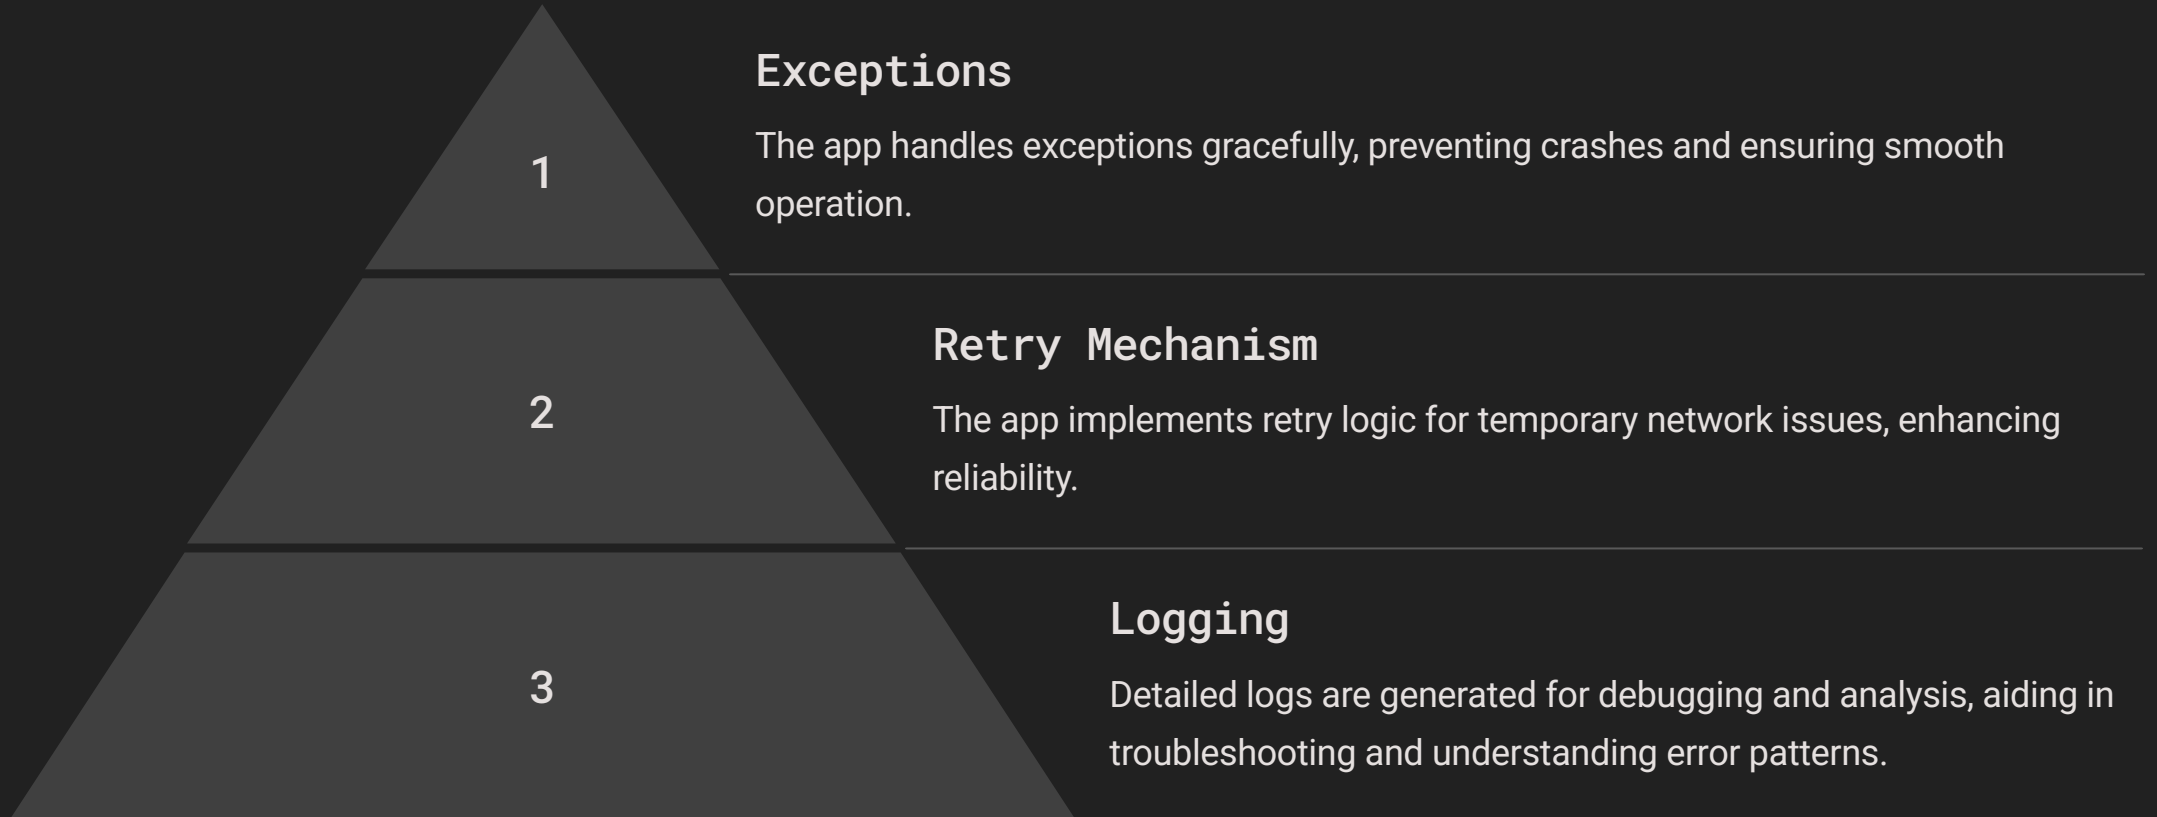 1
Exceptions
The app handles exceptions gracefully, preventing crashes and ensuring smooth
operation.
2
Retry Mechanism
The app implements retry logic for temporary network issues, enhancing
reliability.
3
Logging
Detailed logs are generated for debugging and analysis, aiding in
troubleshooting and understanding error patterns.